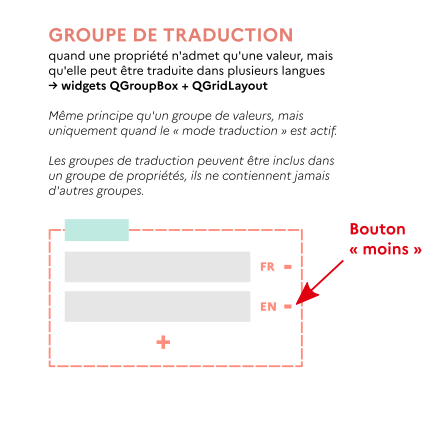 GROUPE DE TRADUCTION
quand une propriété n'admet qu'une valeur, mais
qu'elle peut être traduite dans plusieurs langues
→ widgets QGroupBox + QGridLayout
Même principe qu'un groupe de valeurs, mais
uniquement quand le « mode traduction » est actif.
Les groupes de traduction peuvent être inclus dans
un groupe de propriétés, ils ne contiennent jamais
d'autres groupes.
Bouton
« moins »
FR -
EN -
+